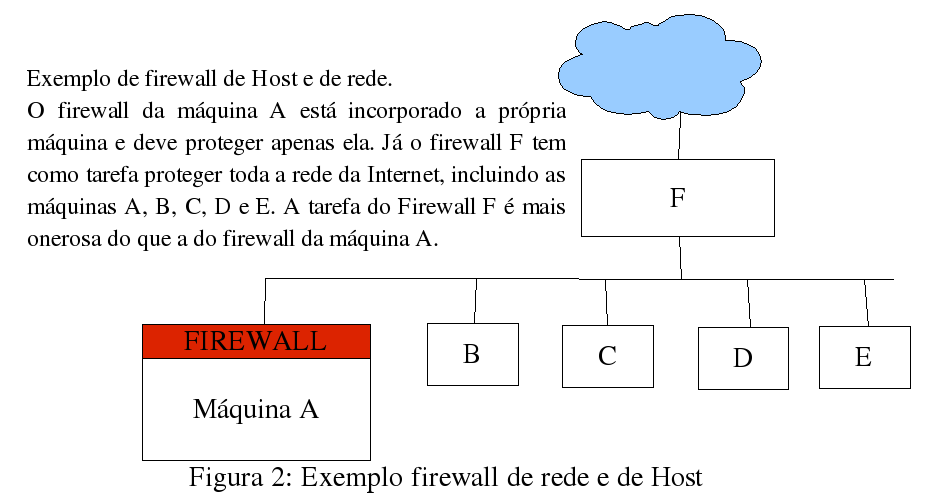 Exemplo de firewall de Host e de rede.
O firewall da máquina A está incorporado a própria
máquina e deve proteger apenas ela. Já o firewall F tem
como tarefa proteger toda a rede da Internet, incluindo as
máquinas A, B, C, D e E. A tarefa do Firewall F é mais
onerosa do que a do firewall da máquina A.
F
FIREWALL
Máquina A
B
C
D
E
Figura 2: Exemplo firewall de rede e de Host